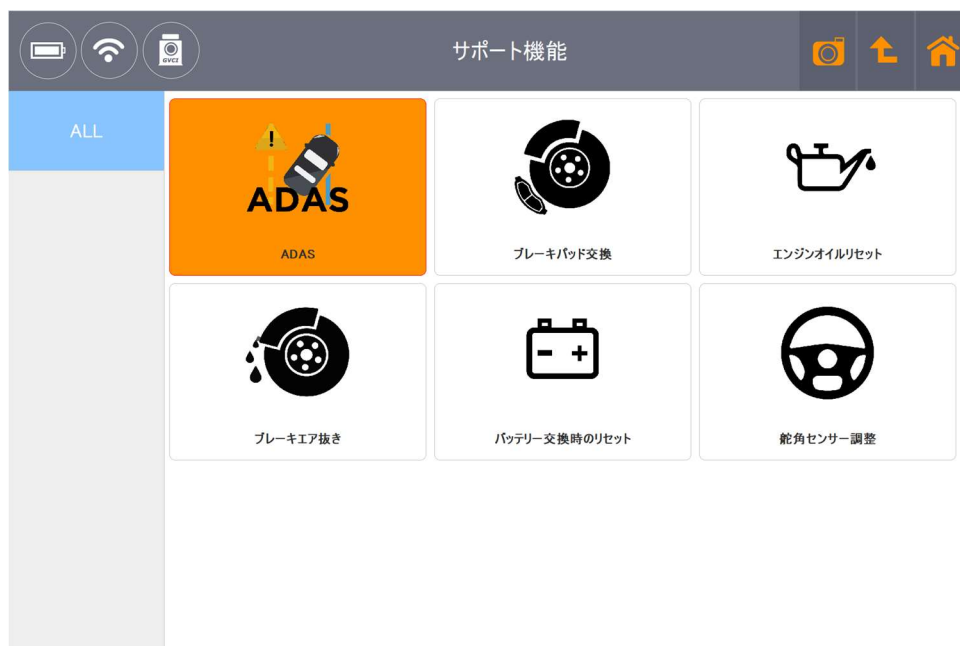 GVCI
サポート機能
ALL
ADAS
ADAS
ブレーキパッド交換
エンジンオイルリセット
ブレーキエア抜き
バッテリー交換時のリセット
舵角センサー調整